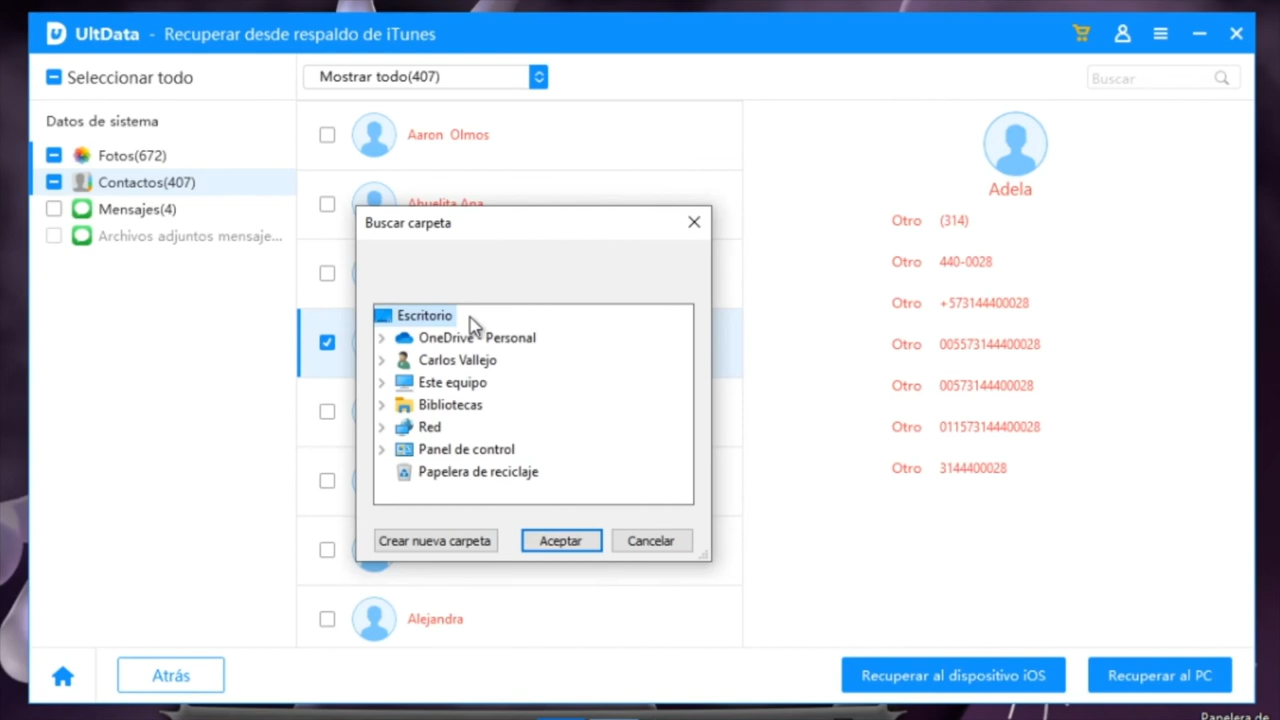 UltData - Recuperar desde respaldo de iTunes
Seleccionar todo
Mostrar todo(407)
Buscar
Datos de sistema
Fotos(672)
Contactos(407)
Mensajes(4)
Archivos adjuntos mensaje...
Aaron Olmos
Abuelita Ana
Alejandra
Buscar carpeta
Escritorio
OneDrive - Personal
Carlos Vallejo
Este equipo
Bibliotecas
Red
Panel de control
Papelera de reciclaje
Crear nueva carpeta
Aceptar
Cancelar
Adela
Otro (314)
Otro 440-0028
Otro +573144400028
Otro 005573144400028
Otro 00573144400028
Otro 011573144400028
Otro 3144400028
Atrás
Recuperar al dispositivo iOS
Recuperar al PC
Papelera de